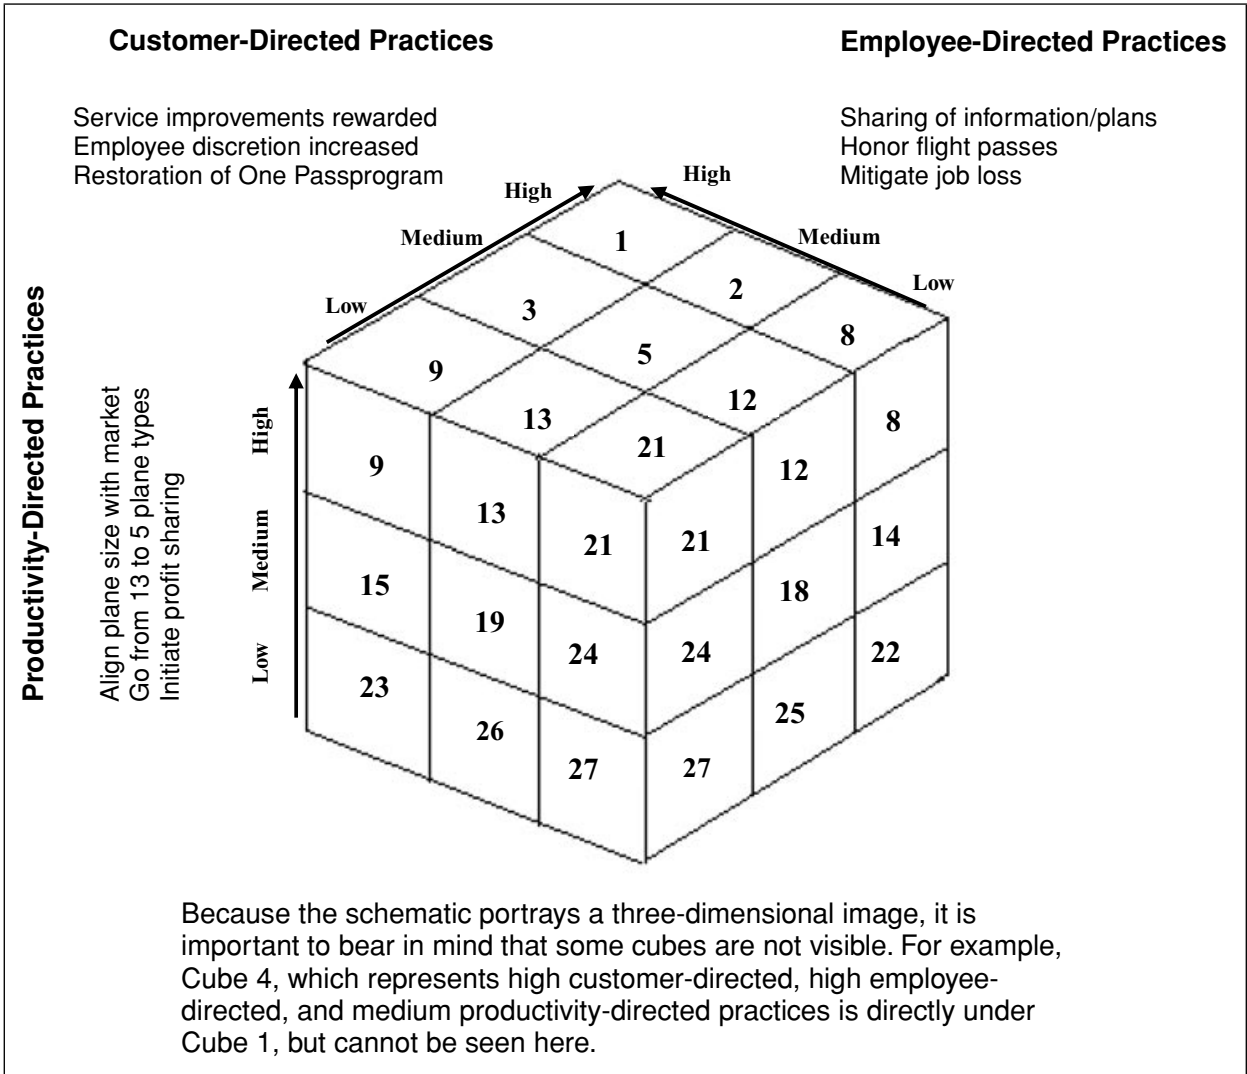 Customer-Directed Practices
Employee-Directed Practices
Service improvements rewarded
Employee discretion increased
Restoration of One Passprogram
Sharing of information/plans
Honor flight passes
Mitigate job loss
High
Medium
Low
High
Medium
Low
Productivity-Directed Practices
Align plane size with market
Go from 13 to 5 plane types
Initiate profit sharing
High
Medium
Low
1
2
3
8
5
9
12
13
21
9
13
21
21
12
8
15
19
24
24
18
14
23
26
27
27
25
22
Because the schematic portrays a three-dimensional image, it is
important to bear in mind that some cubes are not visible. For example,
Cube 4, which represents high customer-directed, high employee-
directed, and medium productivity-directed practices is directly under
Cube 1, but cannot be seen here.